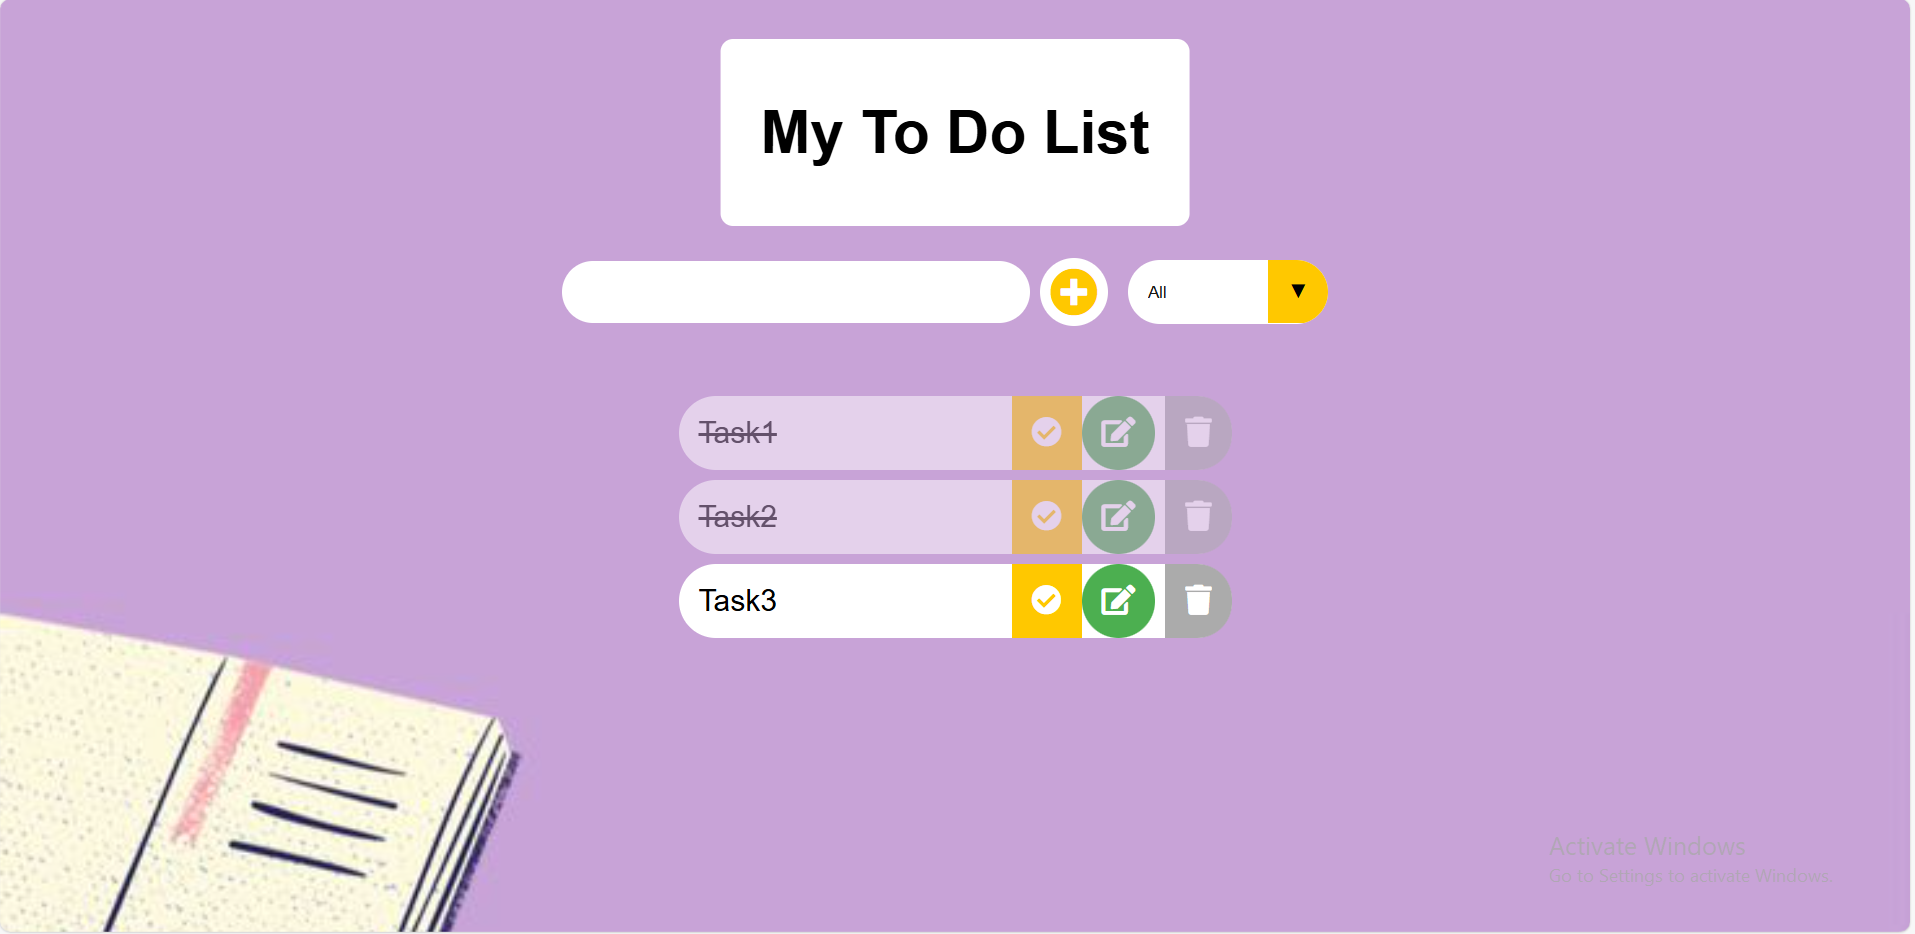 My To Do List
All
Task1
Task2
Task3
Activate Windows
Go to Settings to activate Windows.